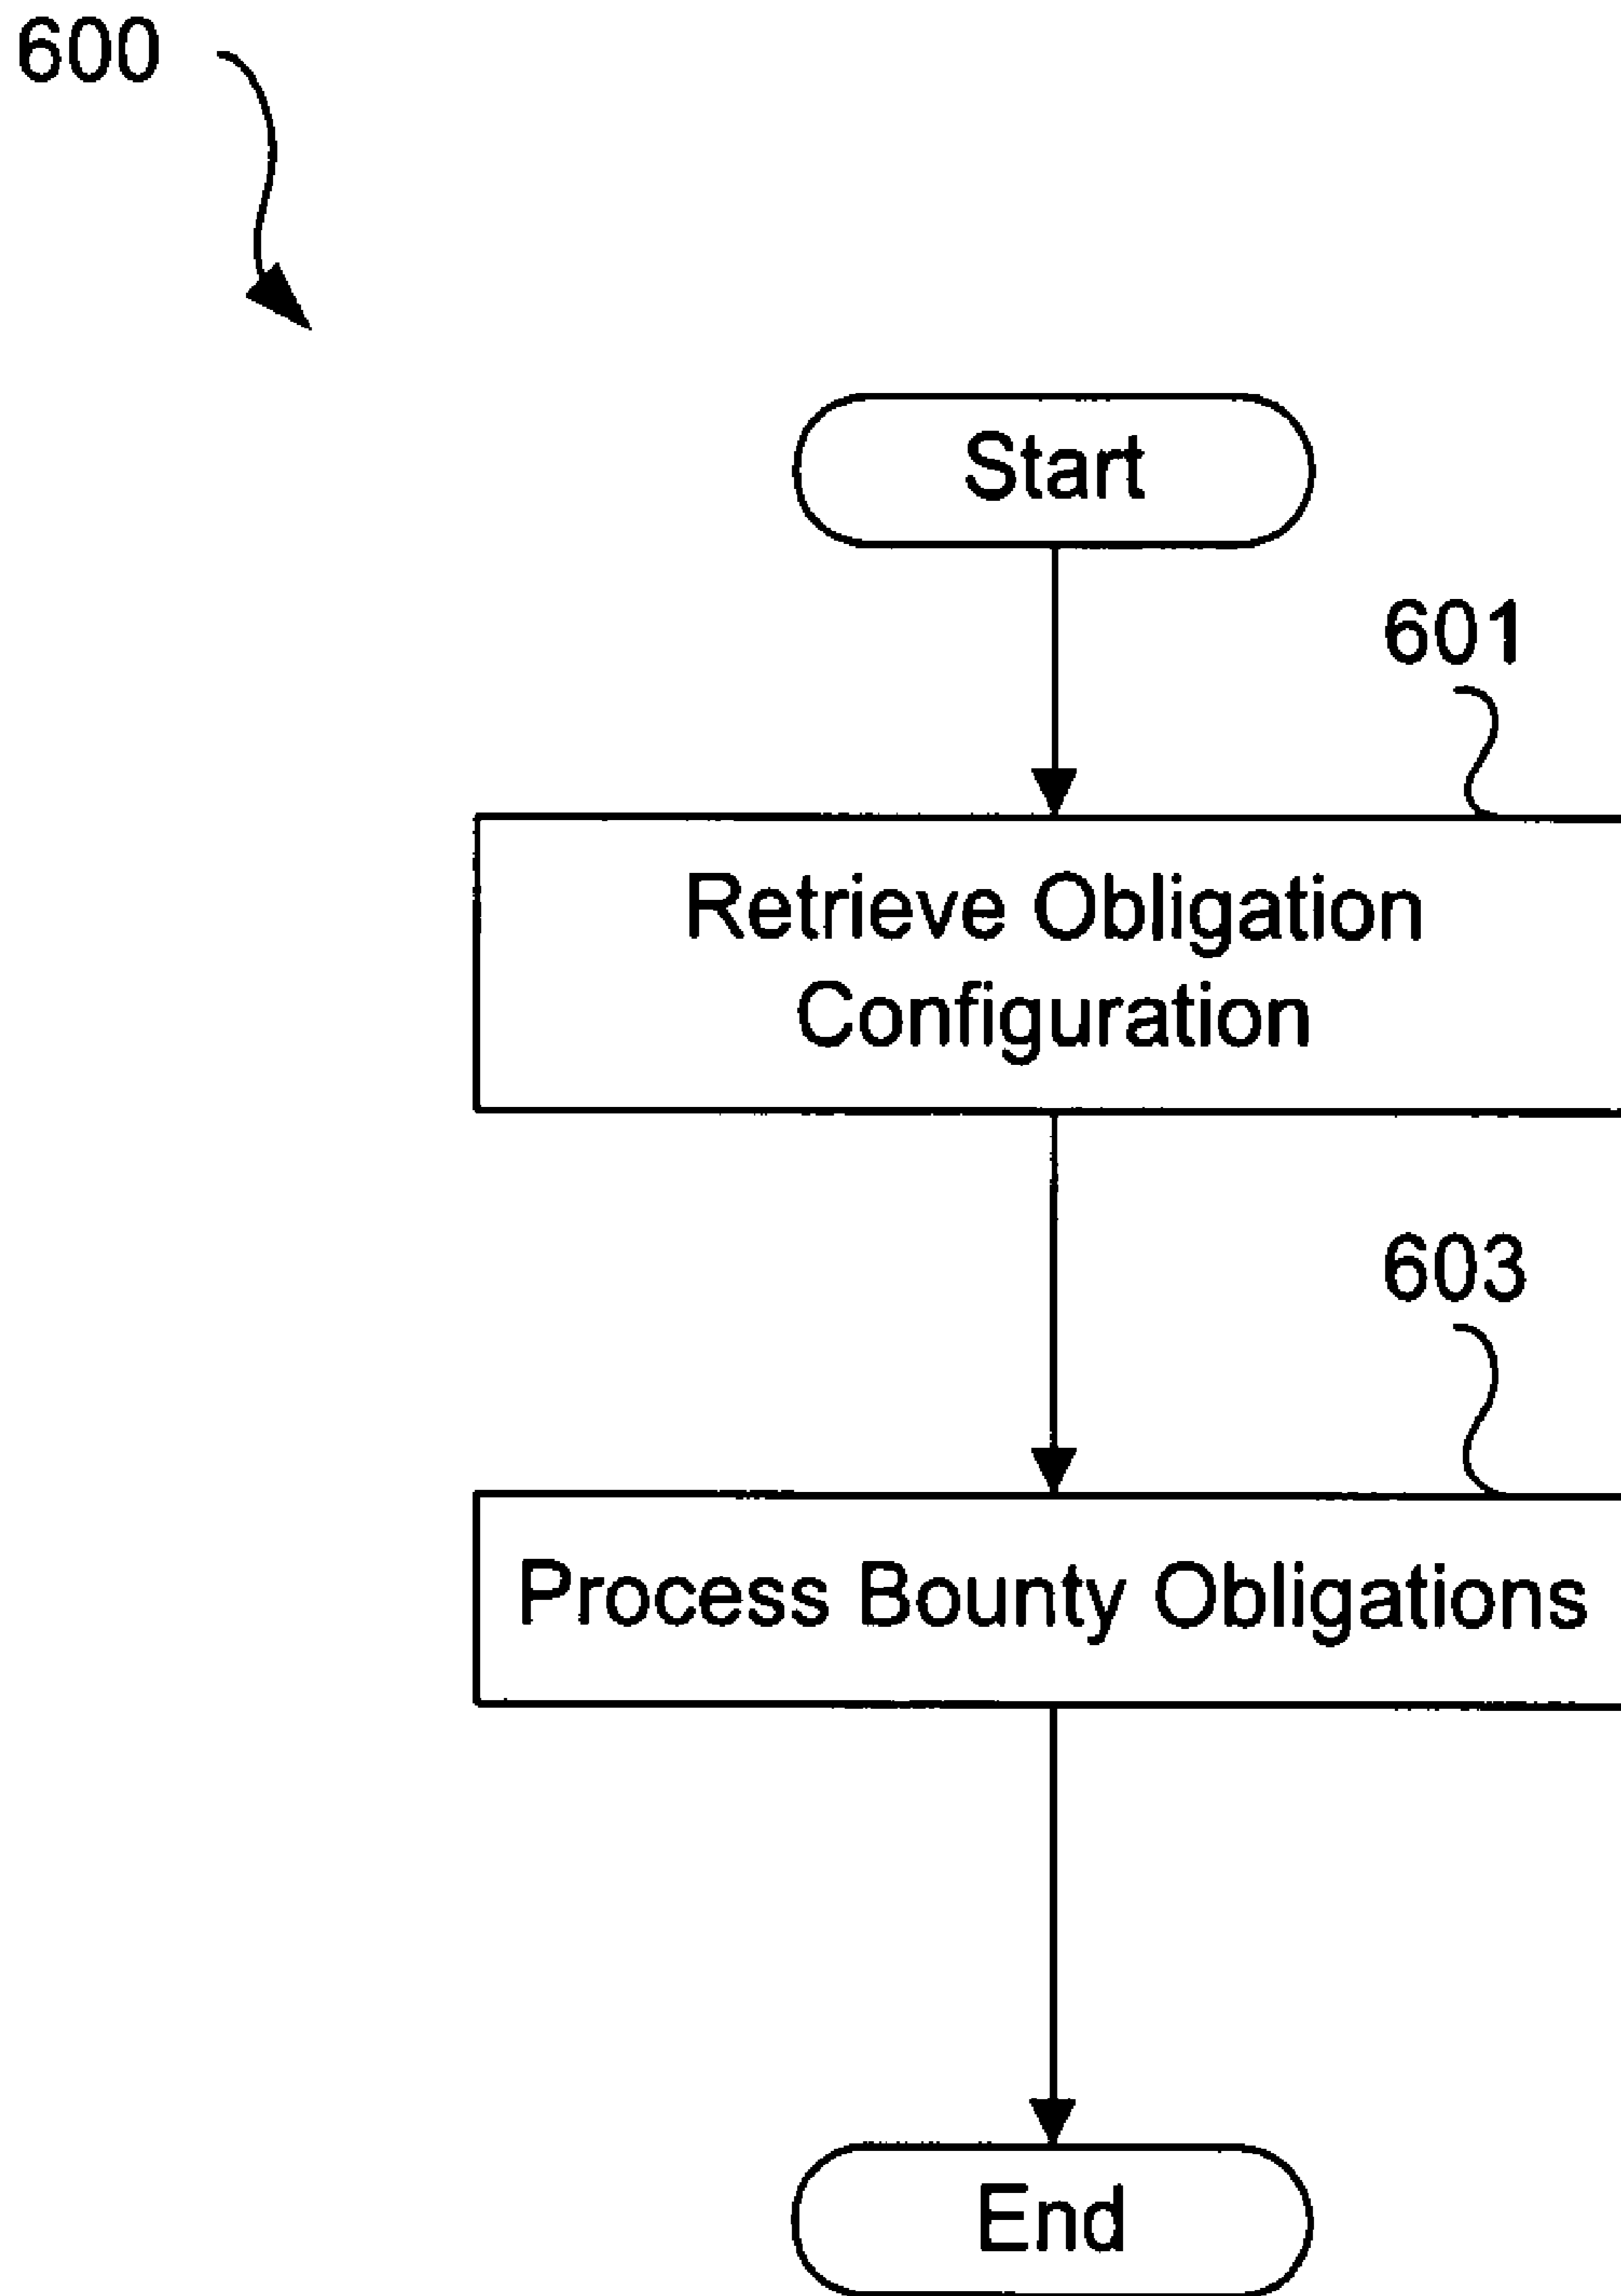 600
Start
601
Retrieve Obligation
Configuration
603
Process Bounty Obligations
End